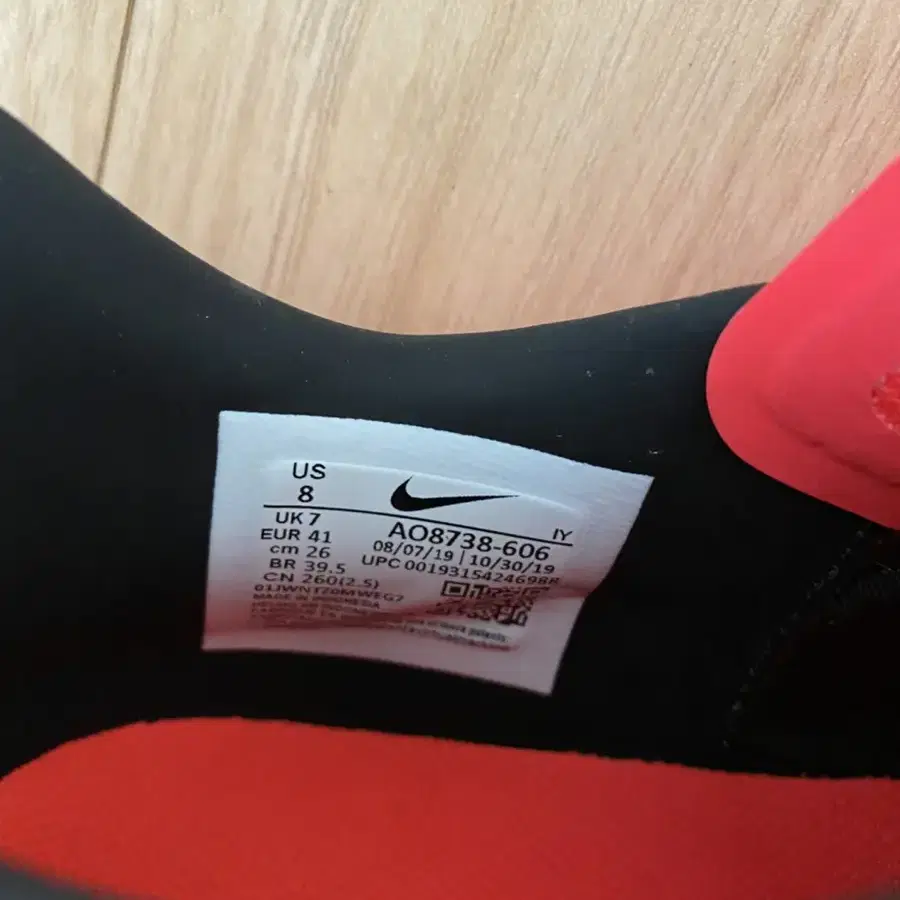 US
8
IY
UK 7
EUR 41
cm 26
BR 39.5
CN 260(2.5)
AO8738-606
08/07/19 | 10/30/19
UPC 00193154246988
MADE IN INDONESIA